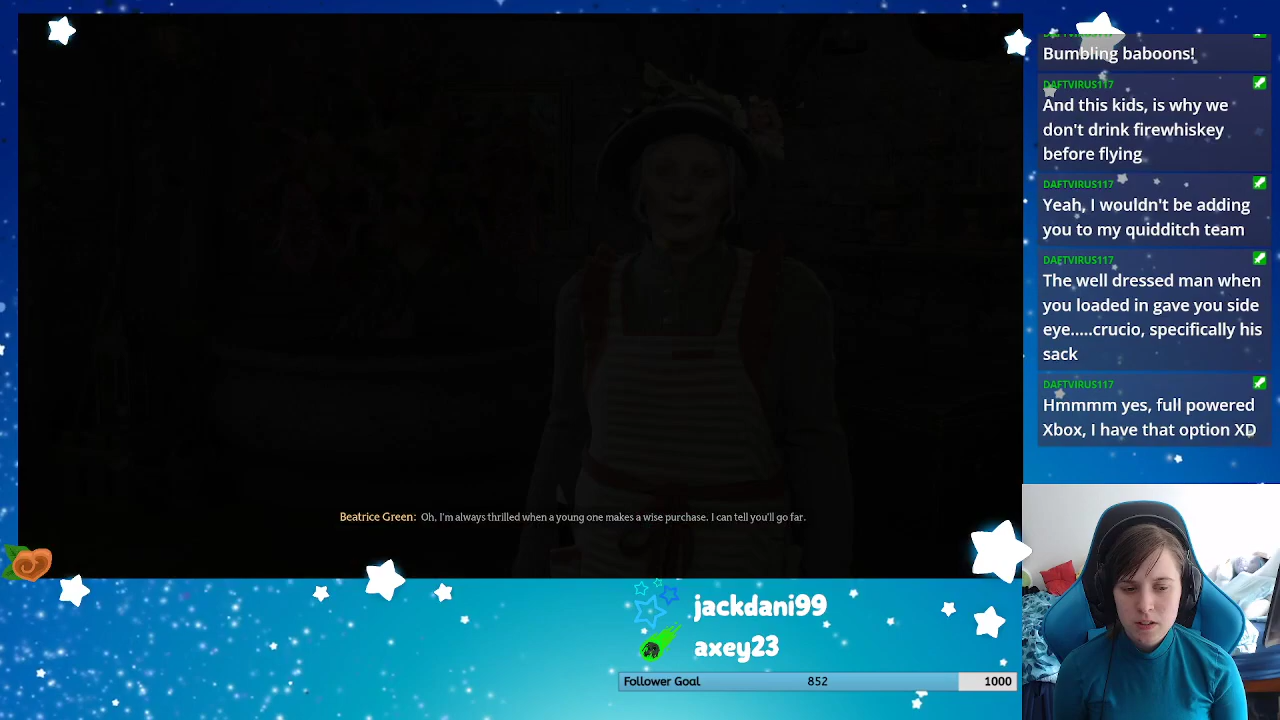 DAFTVIRUS117
Bumbling baboons!
DAFTVIRUS117
And this kids, is why we
don't drink firewhiskey
before flying
DAFTVIRUS117
Yeah, I wouldn't be adding
you to my quidditch team
DAFTVIRUS117
The well dressed man when
you loaded in gave you side
eye.....crucio, specifically his
sack
DAFTVIRUS117
Hmmmm yes, full powered
Xbox, I have that option XD
Beatrice Green: Oh, I'm always thrilled when a young one makes a wise purchase. I can tell you'll go far.
jackdani99
axey23
Follower Goal 852 1000